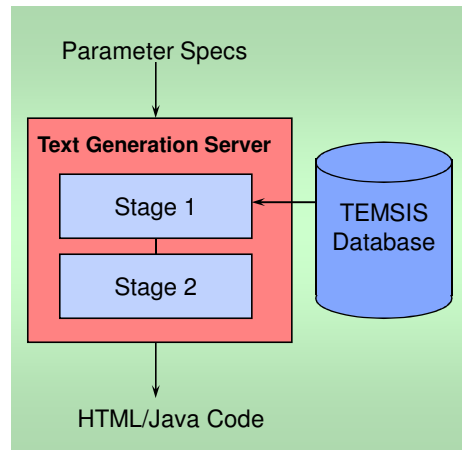 Parameter Specs
Text Generation Server
Stage 1
TEMSIS
Database
Stage 2
HTML/Java Code